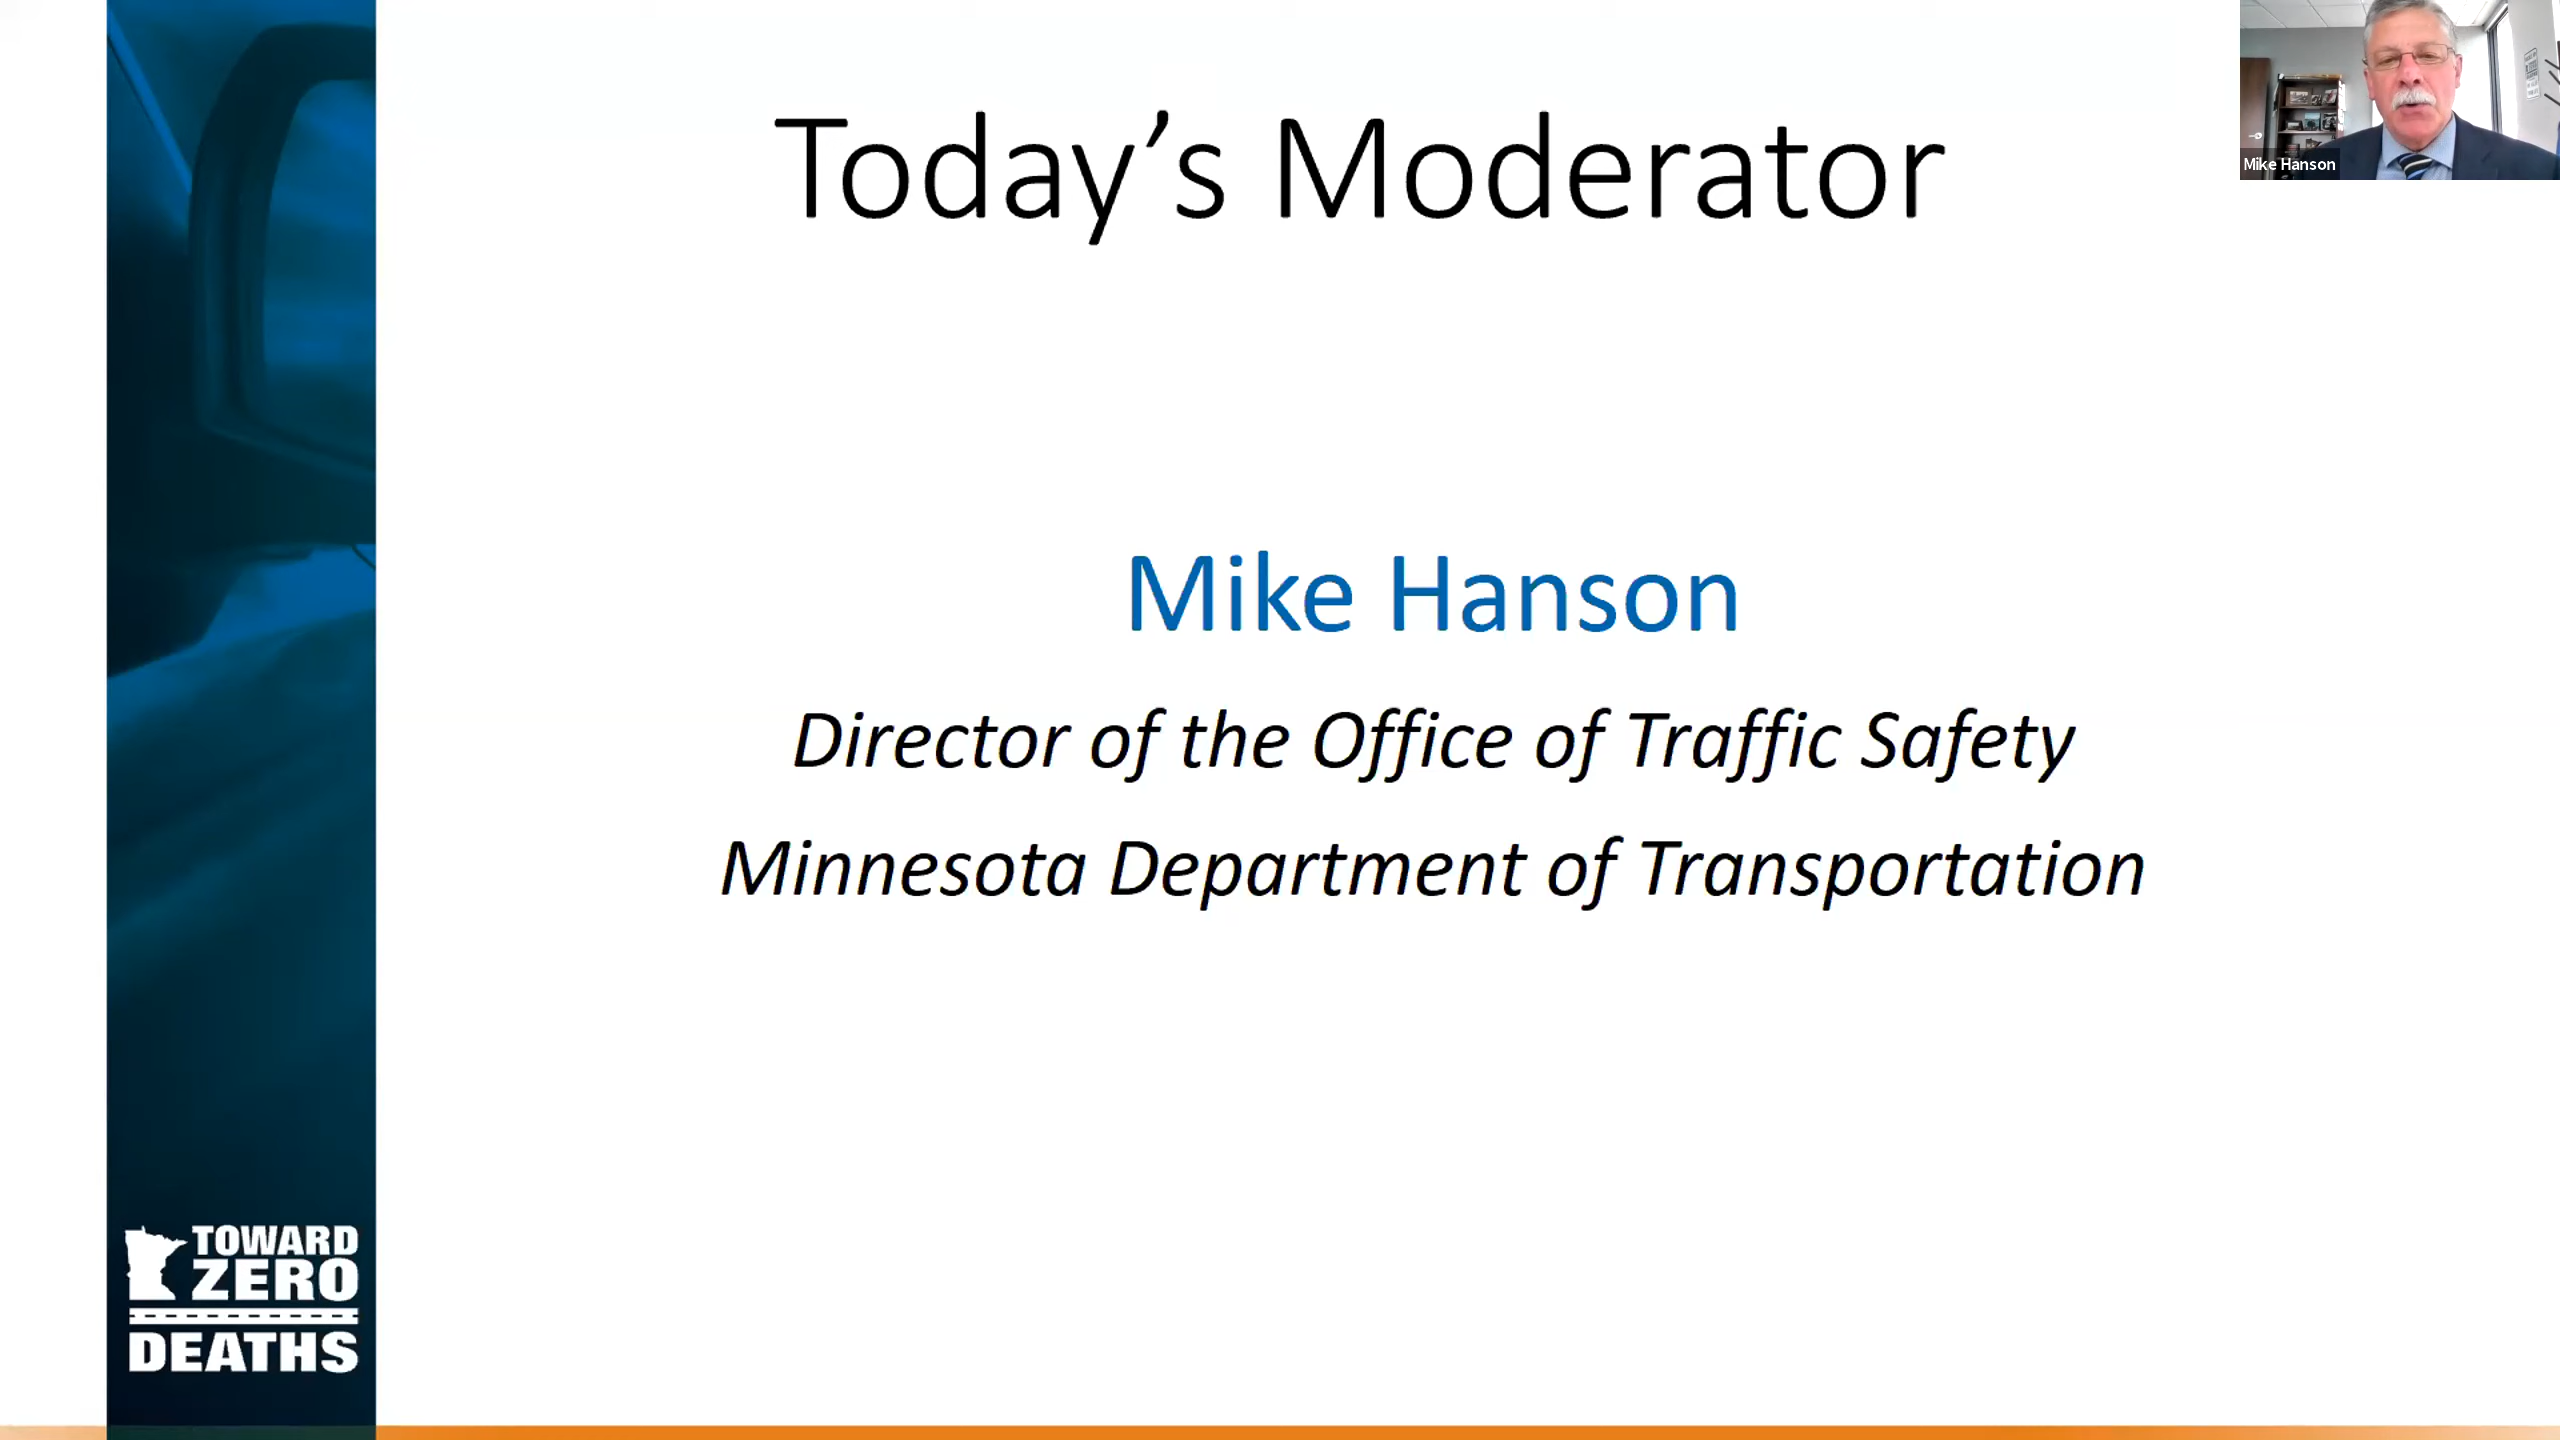 Today’s Moderator
Mike Hanson
Mike Hanson
Director of the Office of Traffic Safety
Minnesota Department of Transportation
TOWARD
ZERO
DEATHS